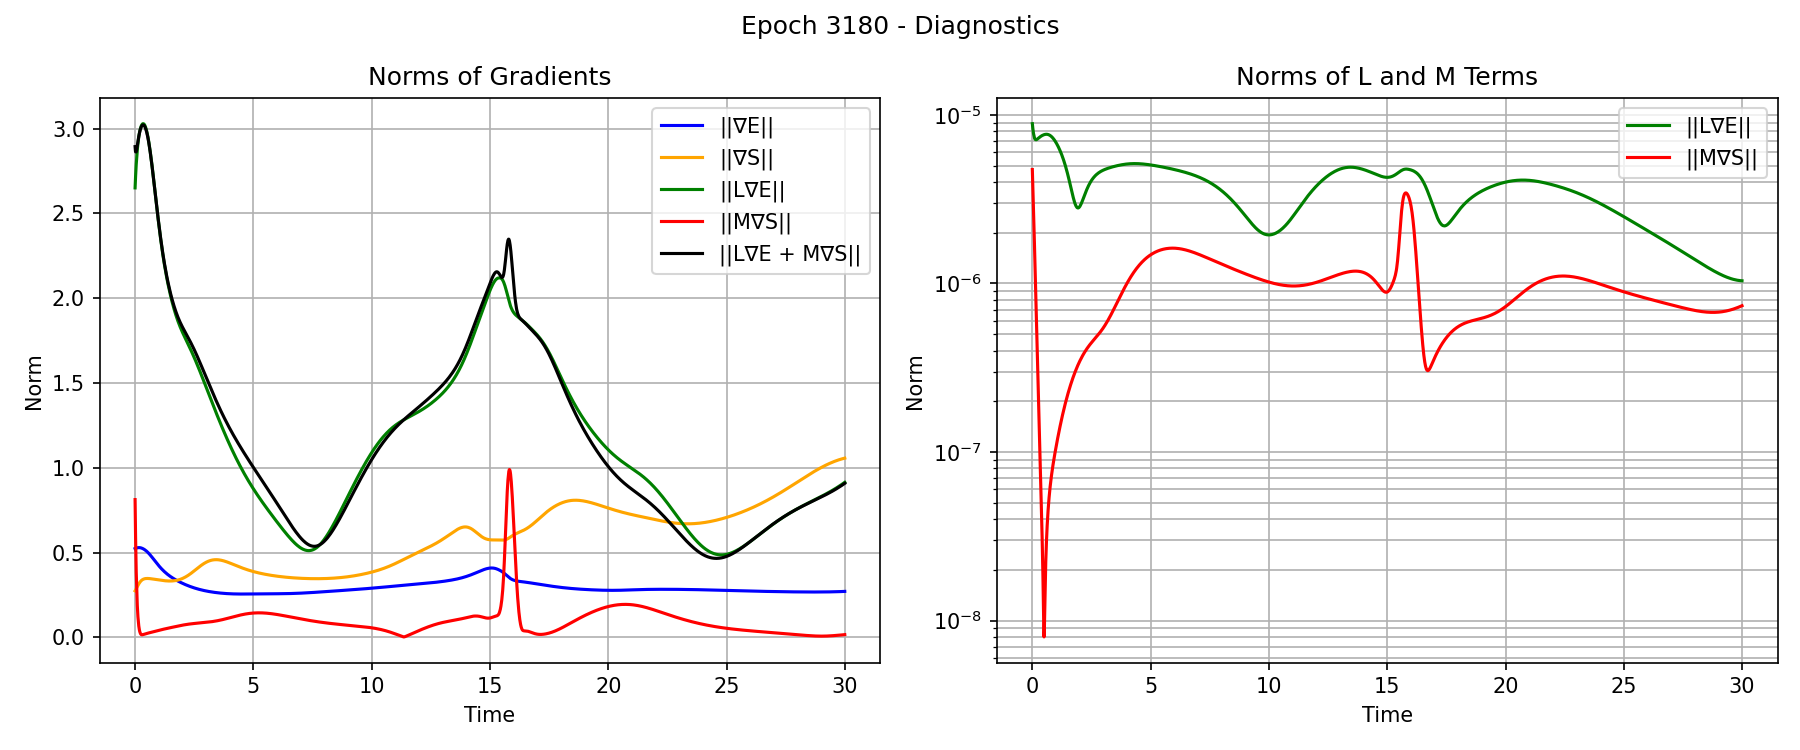 Epoch 3180 - Diagnostics
Norms of Gradients
Norm
3.0
2.5
2.0
1.5
1.0
0.5
0.0
0 5 10 15 20 25 30
Time
||∇E||
||∇S||
||L∇E||
||M∇S||
||L∇E + M∇S||
Norms of L and M Terms
Norm
10⁻⁵
10⁻⁶
10⁻⁷
10⁻⁸
0 5 10 15 20 25 30
Time
||L∇E||
||M∇S||